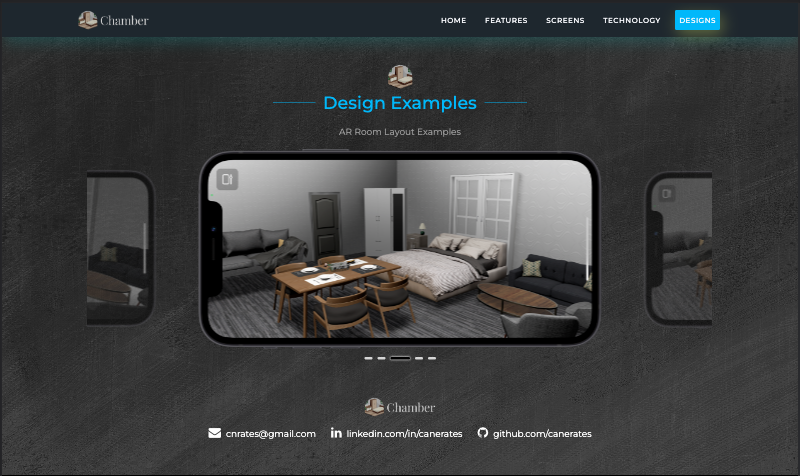 Chamber HOME FEATURES SCREENS TECHNOLOGY DESIGNS
Design Examples
AR Room Layout Examples
Chamber
cnrates@gmail.com linkedin.com/in/canerates github.com/canerates